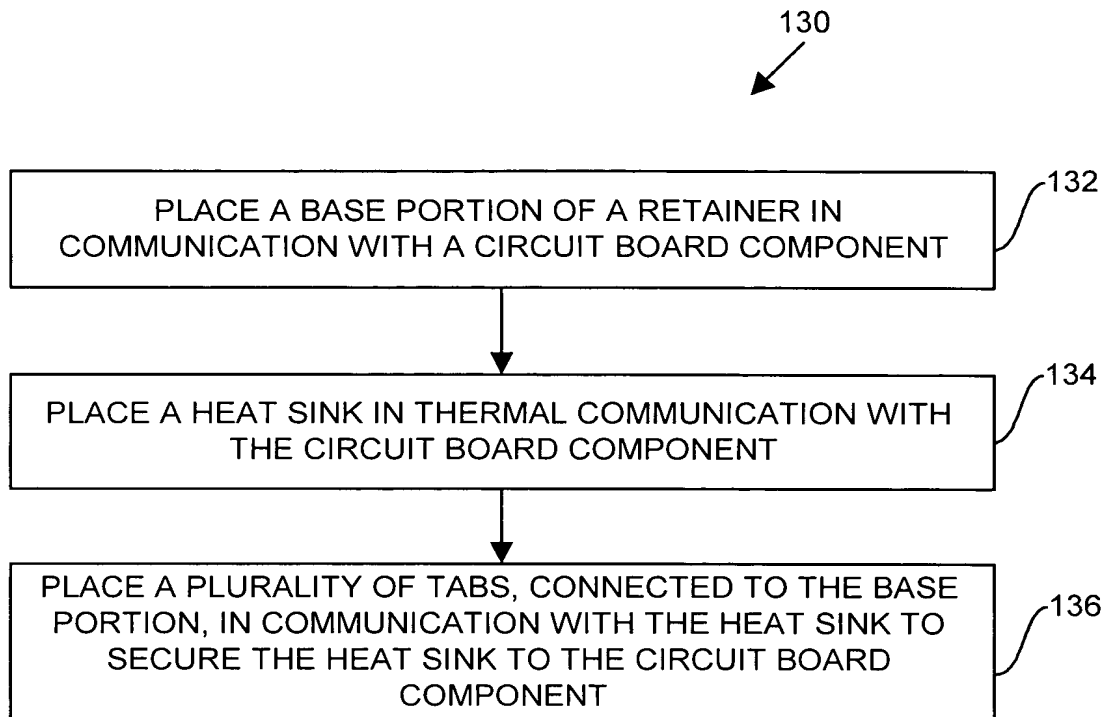 130
PLACE A BASE PORTION OF A RETAINER IN
COMMUNICATION WITH A CIRCUIT BOARD COMPONENT
132
PLACE A HEAT SINK IN THERMAL COMMUNICATION WITH
THE CIRCUIT BOARD COMPONENT
134
PLACE A PLURALITY OF TABS, CONNECTED TO THE BASE
PORTION, IN COMMUNICATION WITH THE HEAT SINK TO
SECURE THE HEAT SINK TO THE CIRCUIT BOARD
COMPONENT
136